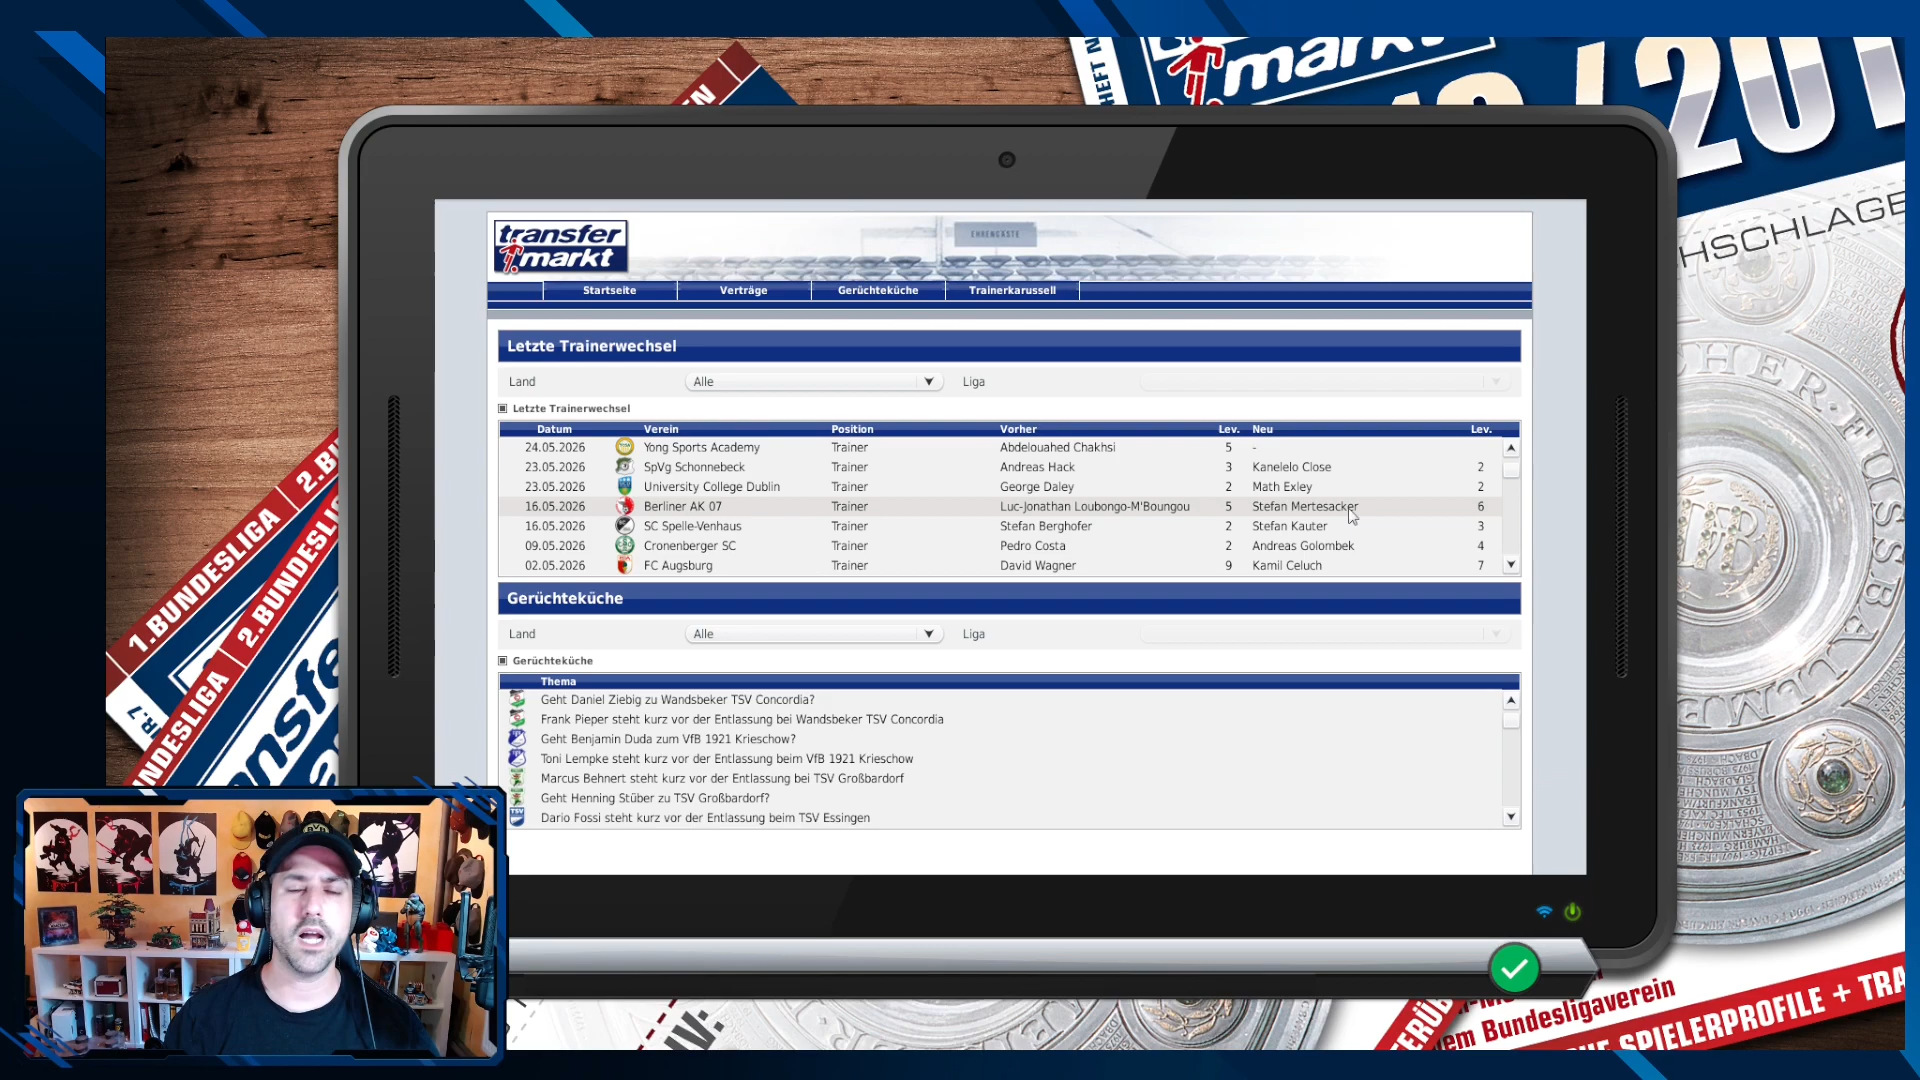 transfer
markt
EHRENGÄSTE
Startseite
Verträge
Gerüchteküche
Trainerkarussell
Letzte Trainerwechsel
Land Alle Liga
Letzte Trainerwechsel
Datum Verein Position Vorher Lev. Neu Lev.
24.05.2026 Yong Sports Academy Trainer Abdelouahed Chakhsi 5 -
23.05.2026 SpVg Schonnebeck Trainer Andreas Hack 3 Kanelelo Close 2
23.05.2026 University College Dublin Trainer George Daley 2 Math Exley 2
16.05.2026 Berliner AK 07 Trainer Luc-Jonathan Loubongo-M'Boungou 5 Stefan Mertesacker 6
16.05.2026 SC Spelle-Venhaus Trainer Stefan Berghofer 2 Stefan Kauter 3
09.05.2026 Cronenberger SC Trainer Pedro Costa 2 Andreas Golombek 4
02.05.2026 FC Augsburg Trainer David Wagner 9 Kamil Celuch 7
Gerüchteküche
Land Alle Liga
Gerüchteküche
Thema
Geht Daniel Ziebig zu Wandsbeker TSV Concordia?
Frank Pieper steht kurz vor der Entlassung bei Wandsbeker TSV Concordia
Geht Benjamin Duda zum VfB 1921 Krieschow?
Toni Lempke steht kurz vor der Entlassung beim VfB 1921 Krieschow
Marcus Behnert steht kurz vor der Entlassung bei TSV Großbardorf
Geht Henning Stüber zu TSV Großbardorf?
Dario Fossi steht kurz vor der Entlassung beim TSV Essingen
1.BUNDESLIGA
2.BUNDESLIGA
em Bundesligaverein
SPIELERPROFILE + TRA